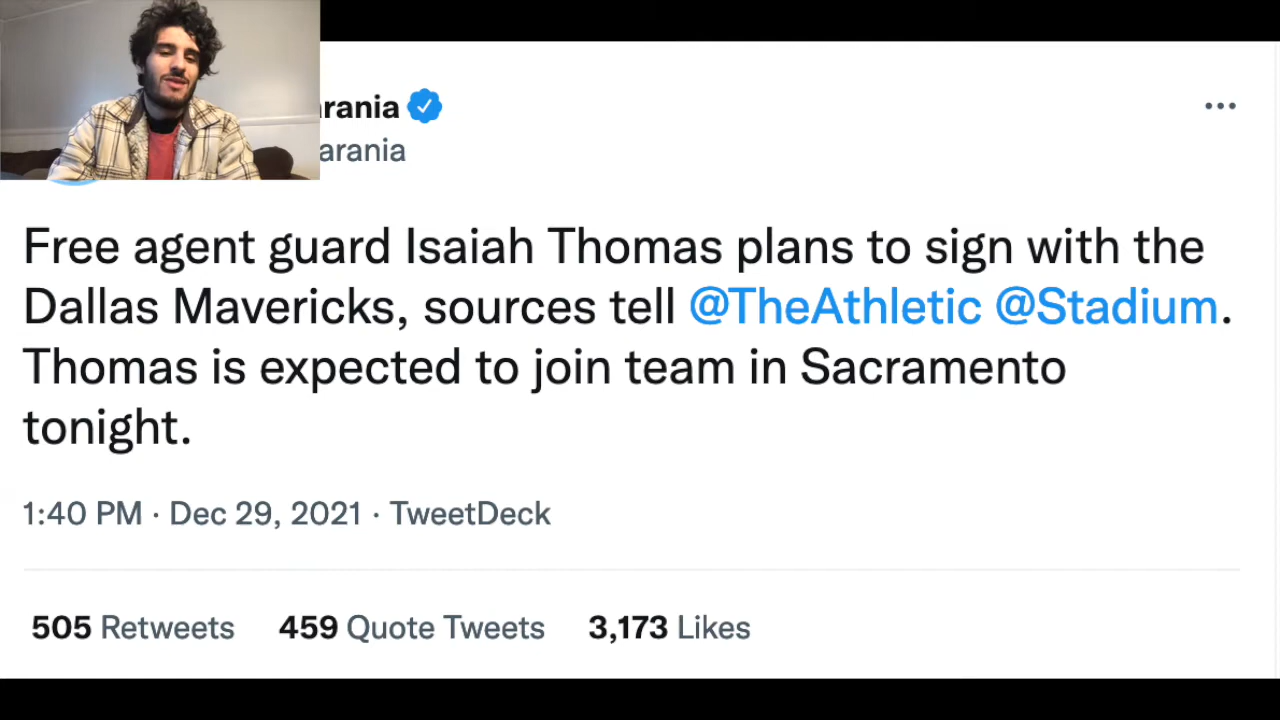 arania
arania
Free agent guard Isaiah Thomas plans to sign with the
Dallas Mavericks, sources tell @TheAthletic @Stadium.
Thomas is expected to join team in Sacramento
tonight.
1:40 PM · Dec 29, 2021 · TweetDeck
505 Retweets 459 Quote Tweets 3,173 Likes